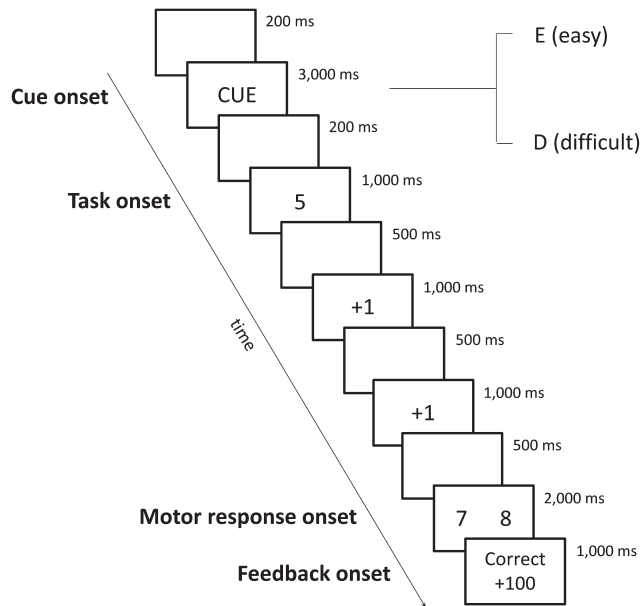 200 ms
E (easy)
3,000 ms
Cue onset
CUE
200 ms
D (difficult)
1,000 ms
Task onset
5
500 ms
1,000 ms
+1
time
500 ms
1,000 ms
+1
500 ms
2,000 ms
Motor response onset
7 8
1,000 ms
Feedback onset
Correct
+100